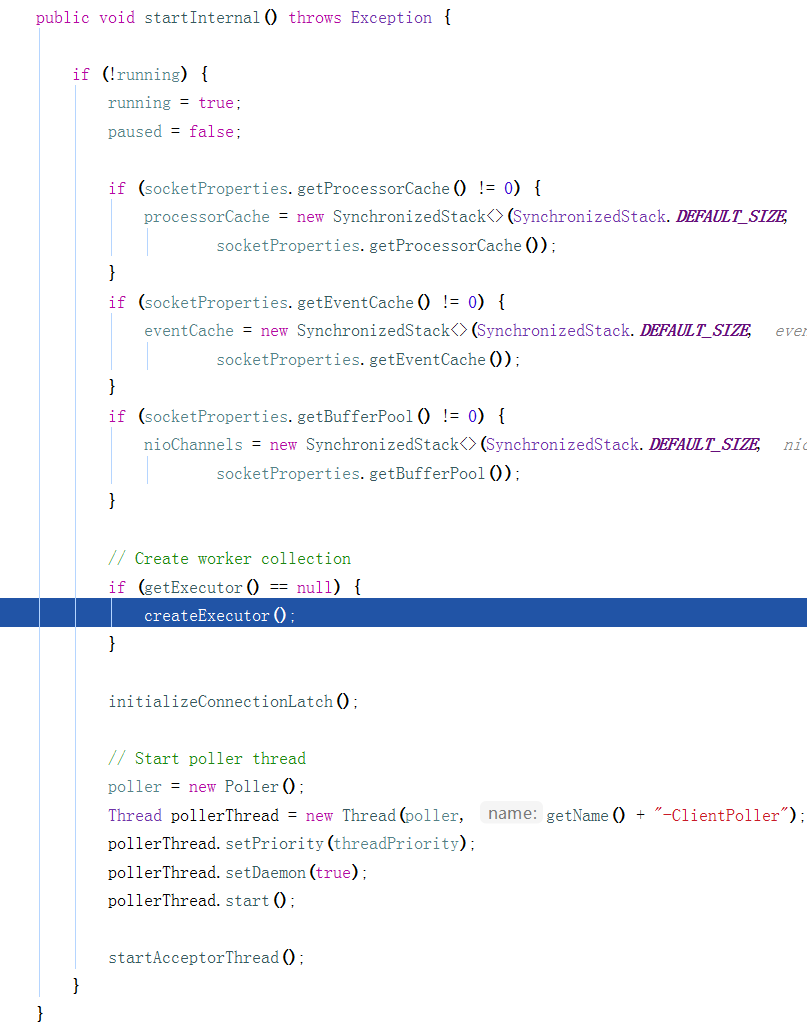 public void startInternal() throws Exception {
if (!running) {
running = true;
paused = false;
if (socketProperties.getProcessorCache() != 0) {
processorCache = new SynchronizedStack<>(SynchronizedStack.DEFAULT_SIZE,
socketProperties.getProcessorCache());
}
if (socketProperties.getEventCache() != 0) {
eventCache = new SynchronizedStack<>(SynchronizedStack.DEFAULT_SIZE,
socketProperties.getEventCache());
}
if (socketProperties.getBufferPool() != 0) {
nioChannels = new SynchronizedStack<>(SynchronizedStack.DEFAULT_SIZE,
socketProperties.getBufferPool());
}
// Create worker collection
if (getExecutor() == null) {
createExecutor();
}
initializeConnectionLatch();
// Start poller thread
poller = new Poller();
Thread pollerThread = new Thread(poller, name: getName() + "-ClientPoller");
pollerThread.setPriority(threadPriority);
pollerThread.setDaemon(true);
pollerThread.start();
startAcceptorThread();
}
}